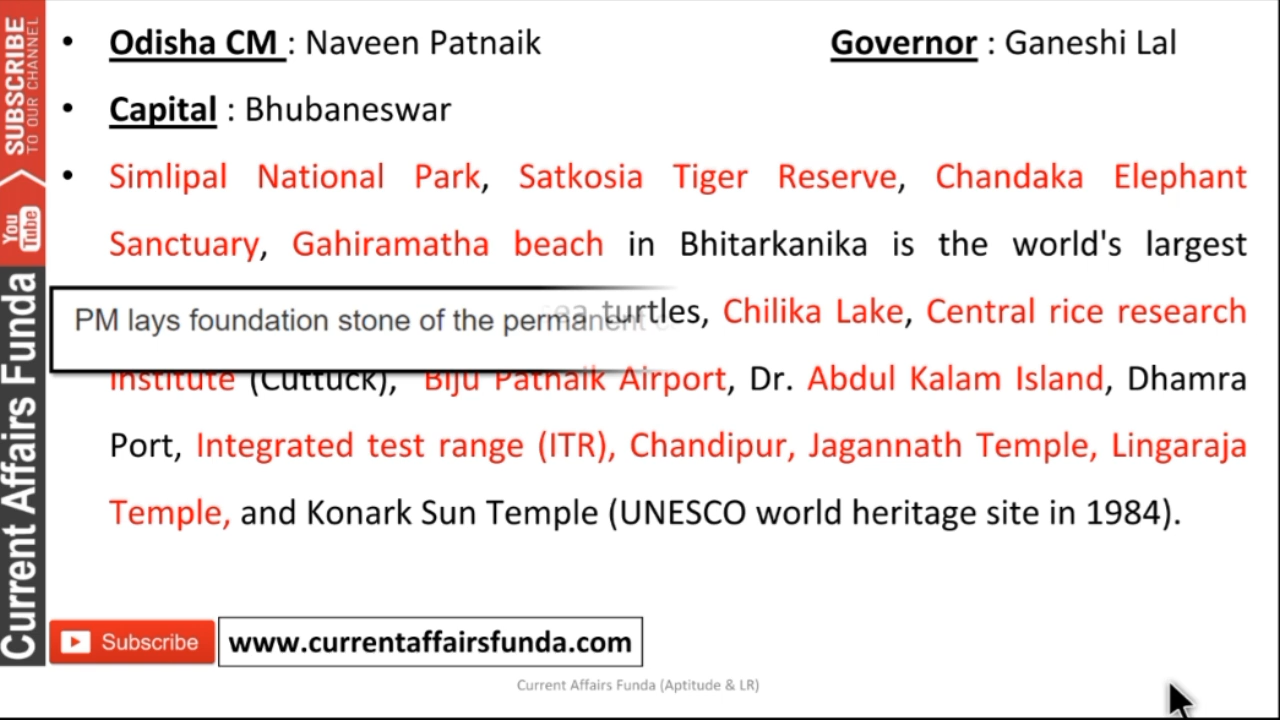 SUBSCRIBE
TO OUR CHANNEL
You
Tube
Current Affairs Funda
• Odisha CM : Naveen Patnaik Governor : Ganeshi Lal
• Capital : Bhubaneswar
• Simlipal National Park, Satkosia Tiger Reserve, Chandaka Elephant
Sanctuary, Gahiramatha beach in Bhitarkanika is the world's largest
turtles, Chilika Lake, Central rice research
PM lays foundation stone of the permanent
Institute (Cuttuck), Biju Patnaik Airport, Dr. Abdul Kalam Island, Dhamra
Port, Integrated test range (ITR), Chandipur, Jagannath Temple, Lingaraja
Temple, and Konark Sun Temple (UNESCO world heritage site in 1984).
Subscribe
www.currentaffairsfunda.com
Current Affairs Funda (Aptitude & LR)